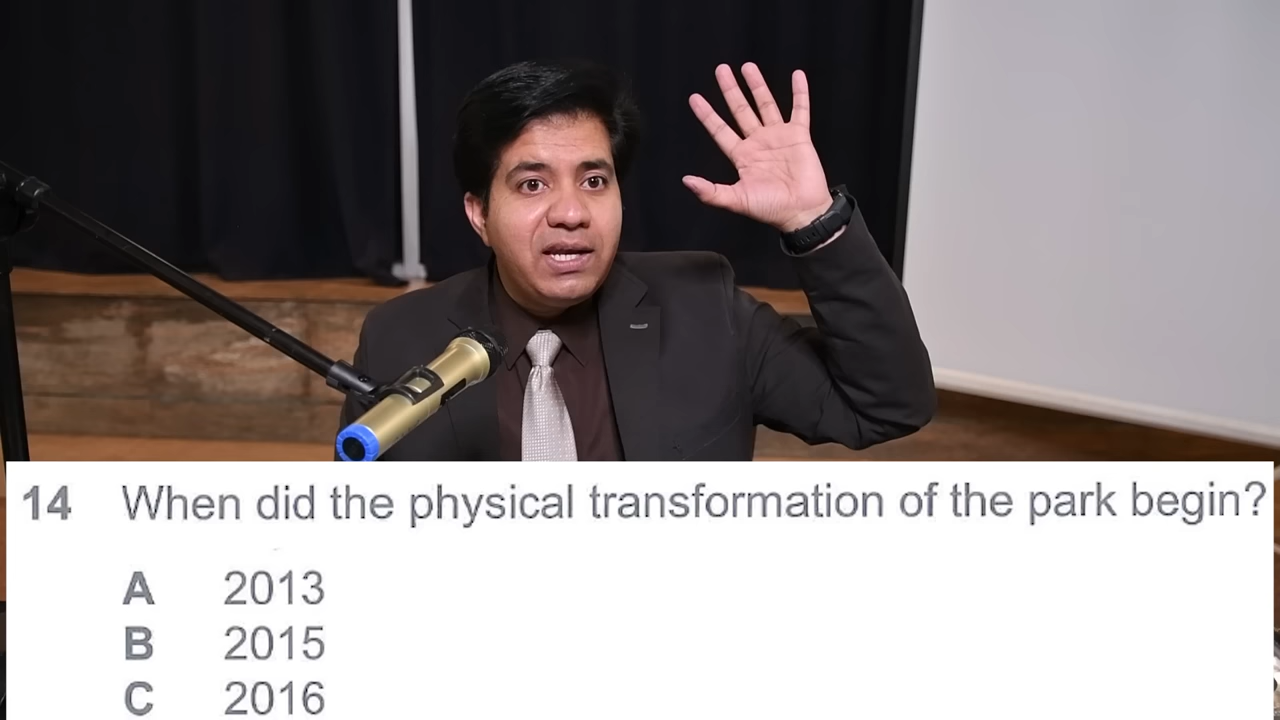 14 When did the physical transformation of the park begin?
A 2013
B 2015
C 2016